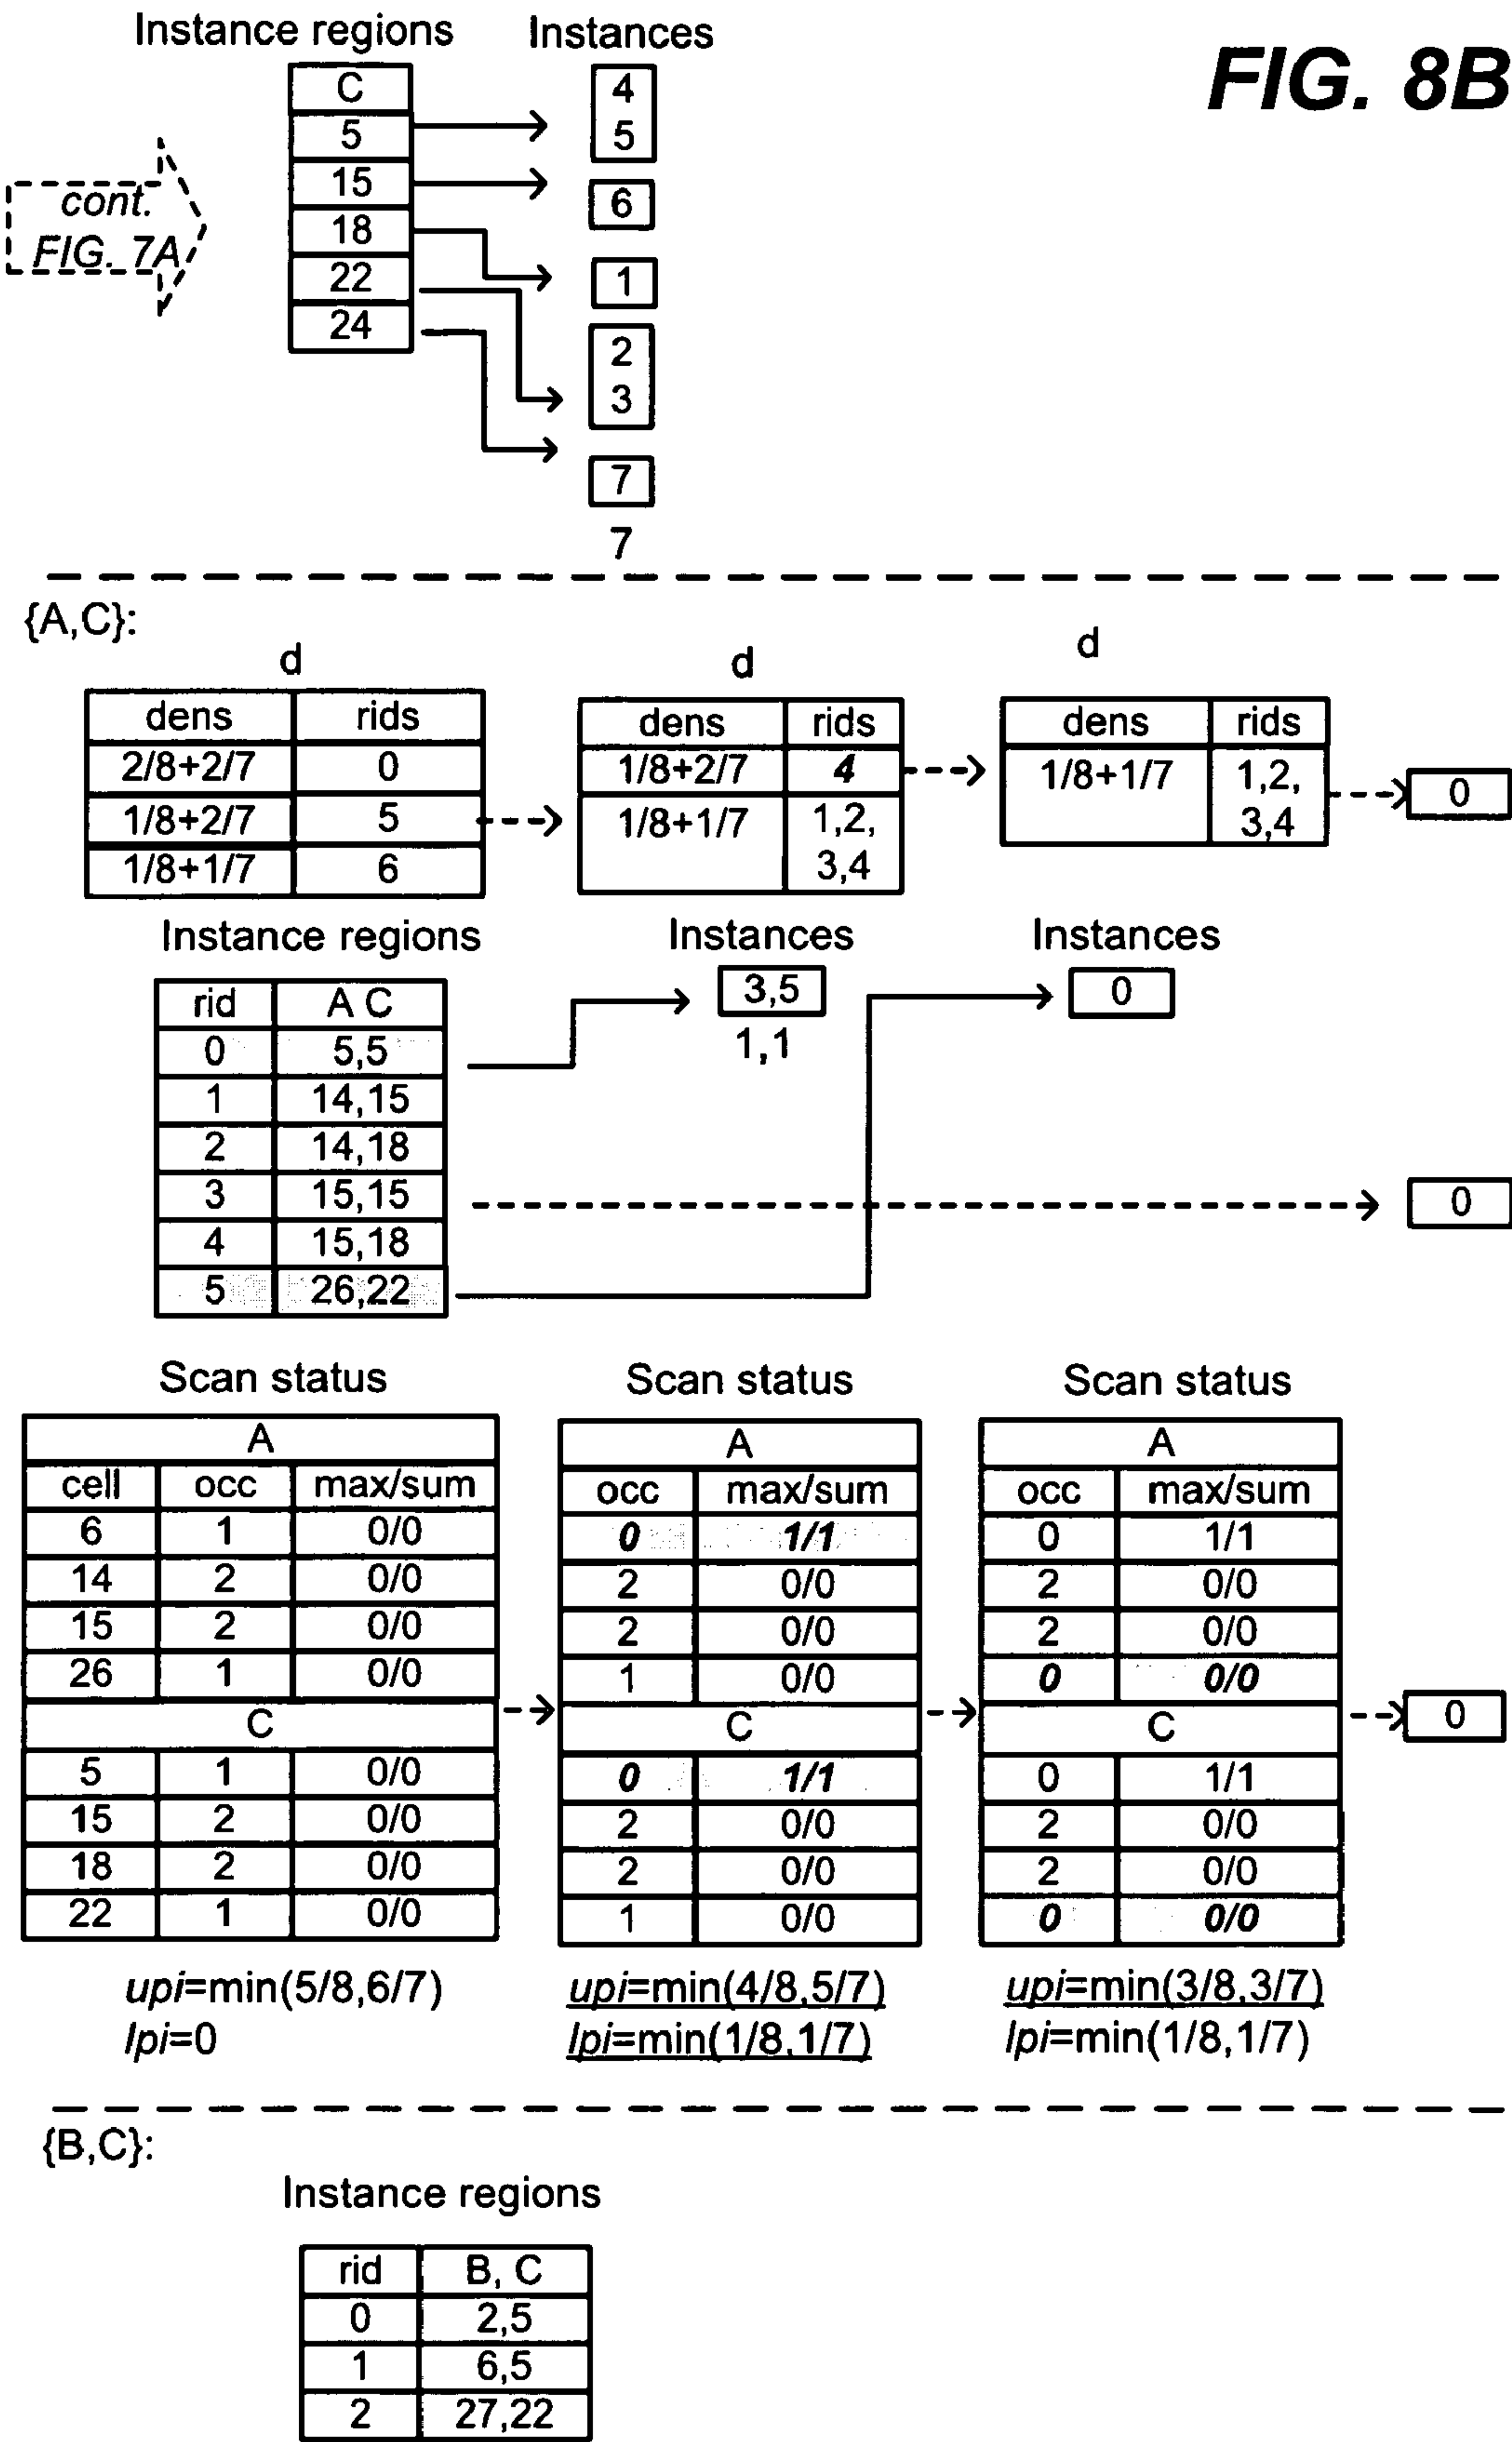 FIG. 8B
Instance regions Instances
C
5
15
18
22
24
4
5
6
1
2
3
7
7
cont.
FIG. 7A
{A,C}:
d
dens rids
2/8+2/7 0
1/8+2/7 5
1/8+1/7 6
d
dens rids
1/8+2/7 4
1/8+1/7 1,2,
3,4
d
dens rids
1/8+1/7 1,2,
3,4
0
Instance regions Instances Instances
rid A C
0 5,5
1 14,15
2 14,18
3 15,15
4 15,18
5 26,22
3,5
1,1
0
0
Scan status
A
cell occ max/sum
6 1 0/0
14 2 0/0
15 2 0/0
26 1 0/0
C
5 1 0/0
15 2 0/0
18 2 0/0
22 1 0/0
upi=min(5/8,6/7)
lpi=0
Scan status
A
occ max/sum
0 1/1
2 0/0
2 0/0
1 0/0
C
0 1/1
2 0/0
2 0/0
1 0/0
upi=min(4/8,5/7)
lpi=min(1/8,1/7)
Scan status
A
occ max/sum
0 1/1
2 0/0
2 0/0
0 0/0
C
0 1/1
2 0/0
2 0/0
0 0/0
upi=min(3/8,3/7)
lpi=min(1/8,1/7)
0
{B,C}:
Instance regions
rid B, C
0 2,5
1 6,5
2 27,22